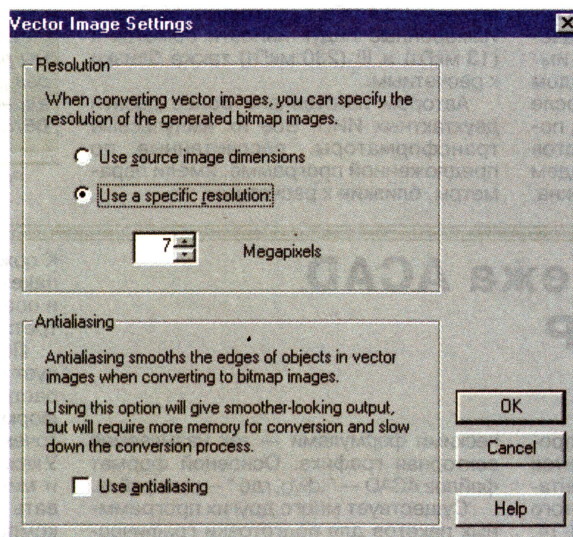 Vector Image Settings
Resolution
When converting vector images, you can specify the
resolution of the generated bitmap images.
Use source image dimensions
Use a specific resolution:
7
Megapixels
Antialiasing
Antialiasing smooths the edges of objects in vector
images when converting to bitmap images.
Using this option will give smoother-looking output,
but will require more memory for conversion and slow
down the conversion process.
Use antialiasing
OK
Cancel
Help